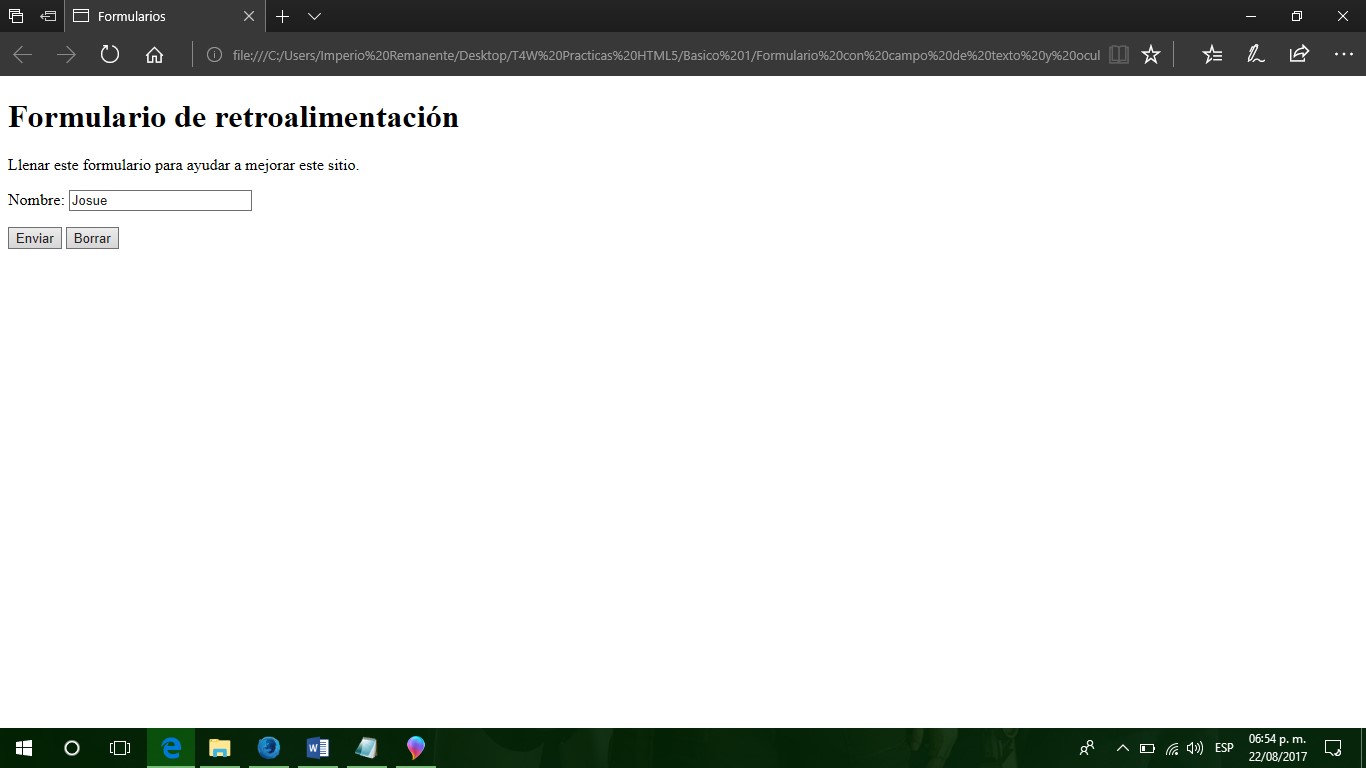 Formularios
file:///C:/Users/Imperio%20Remanente/Desktop/T4W%20Practicas%20HTML5/Basico%201/Formulario%20con%20campo%20de%20texto%20y%20ocul
Formulario de retroalimentación
Llenar este formulario para ayudar a mejorar este sitio.
Nombre: Josue
Enviar Borrar
ESP
06:54 p. m.
22/08/2017